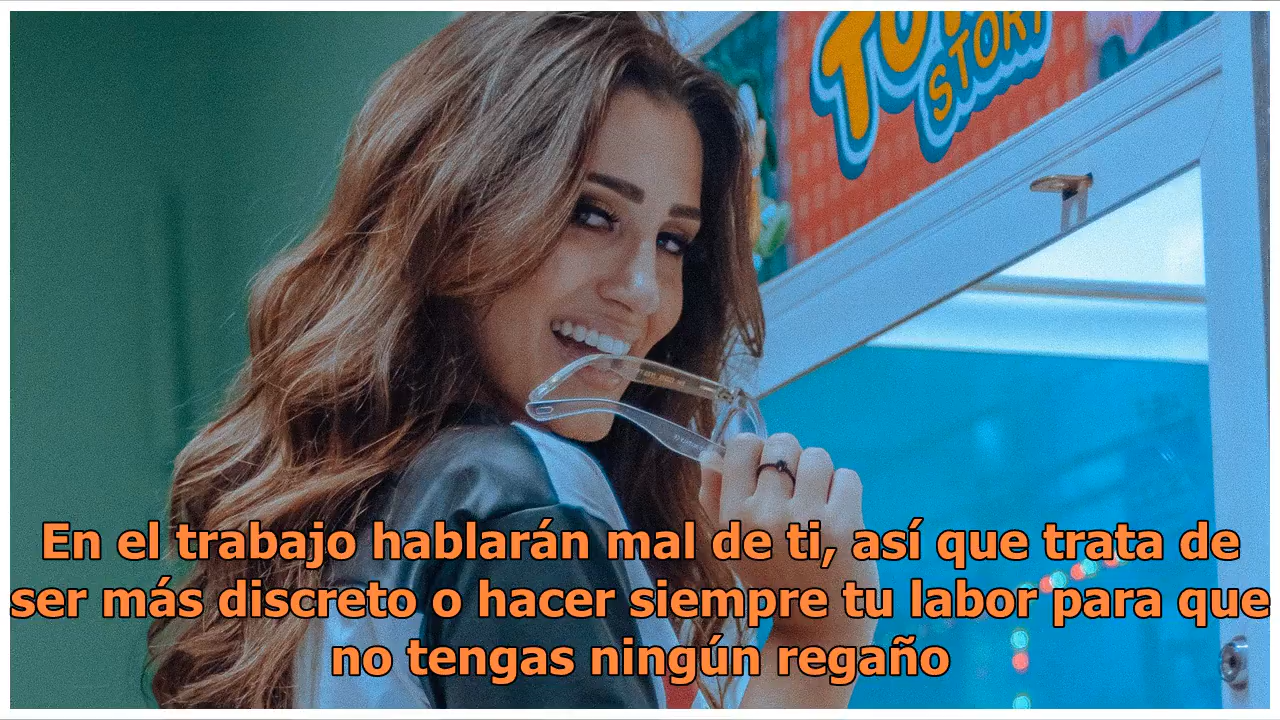 TOY
STORY
En el trabajo hablarán mal de ti, así que trata de
ser más discreto o hacer siempre tu labor para que
no tengas ningún regaño